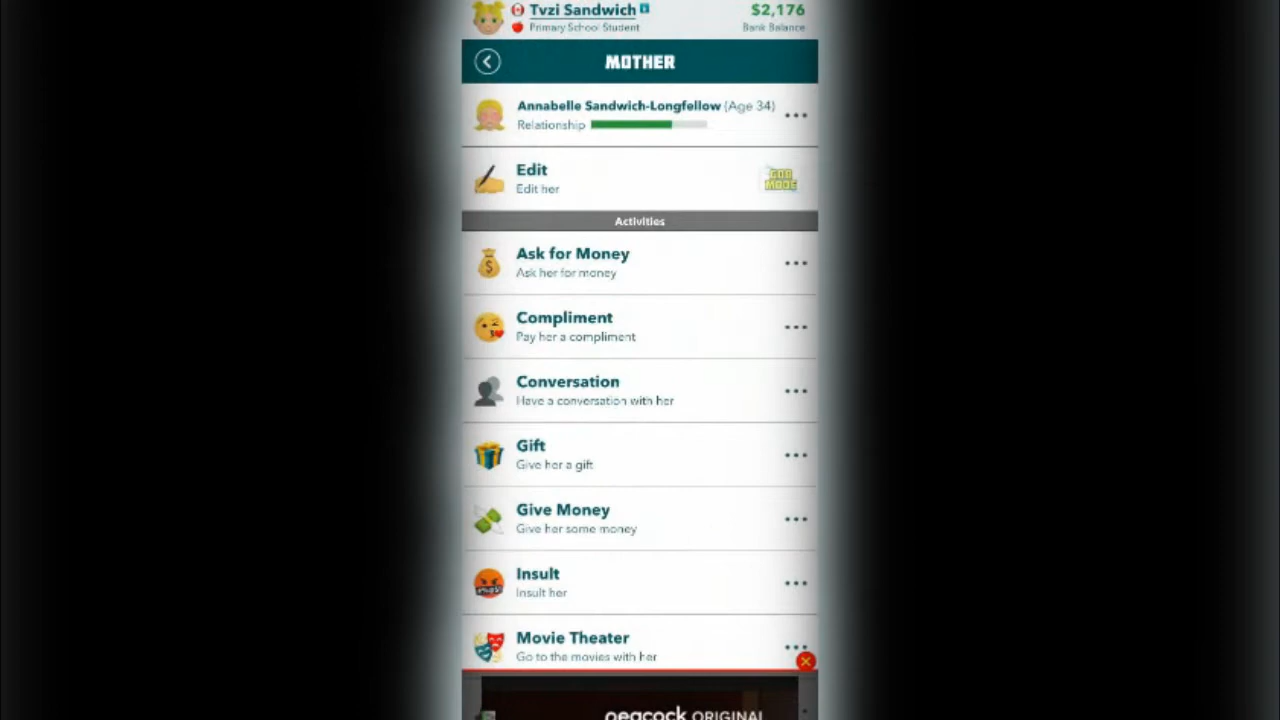 Tvzi Sandwich
$2,176
Primary School Student
Bank Balance
MOTHER
Annabelle Sandwich-Longfellow (Age 34)
Relationship
Edit
Edit her
GOD MODE
Activities
Ask for Money
Ask her for money
Compliment
Pay her a compliment
Conversation
Have a conversation with her
Gift
Give her a gift
Give Money
Give her some money
Insult
Insult her
Movie Theater
Go to the movies with her
peacock ORIGINAL